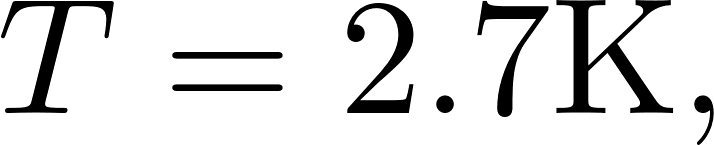 T = 2.7K,